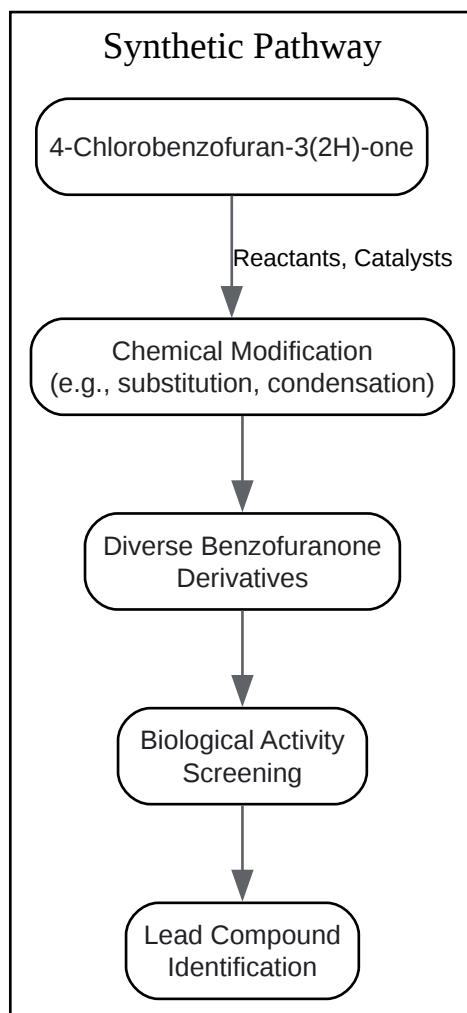 Synthetic Pathway
4-Chlorobenzofuran-3(2H)-one
Reactants, Catalysts
Chemical Modification
(e.g., substitution, condensation)
Diverse Benzofuranone
Derivatives
Biological Activity
Screening
Lead Compound
Identification